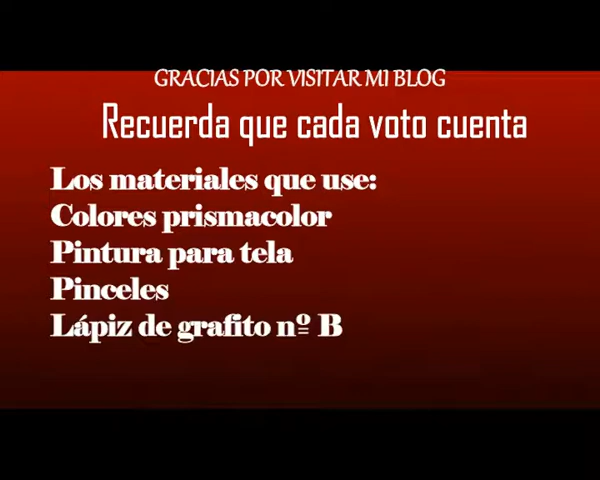 GRACIAS POR VISITAR MI BLOG
Recuerda que cada voto cuenta
Los materiales que use:
Colores prismacolor
Pintura para tela
Pinceles
Lápiz de grafito nº B